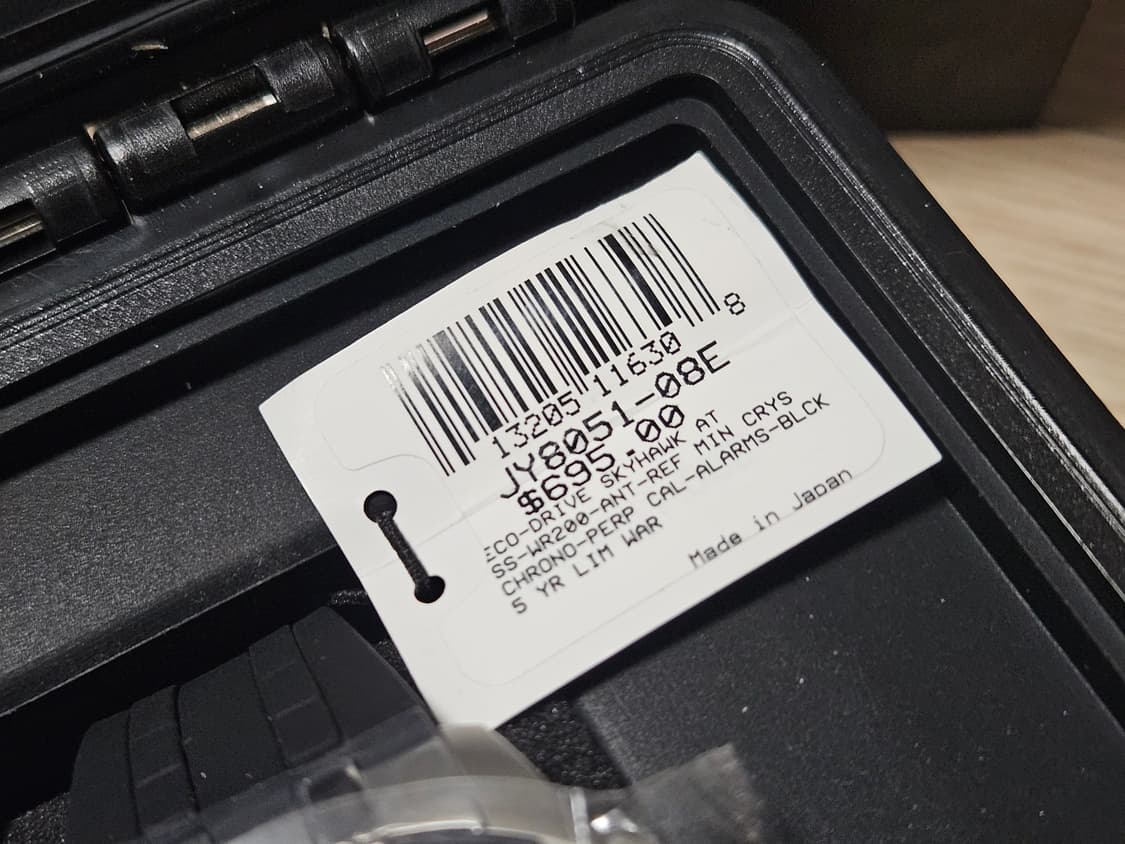 13205 11630 8
JY8051-08E
$695.00
ECO-DRIVE SKYHAWK AT
SS-WR200-ANT-REF MIN CRYS
CHRONO-PERP CAL-ALARMS-BLCK
5 YR LIM WAR
Made in Japan